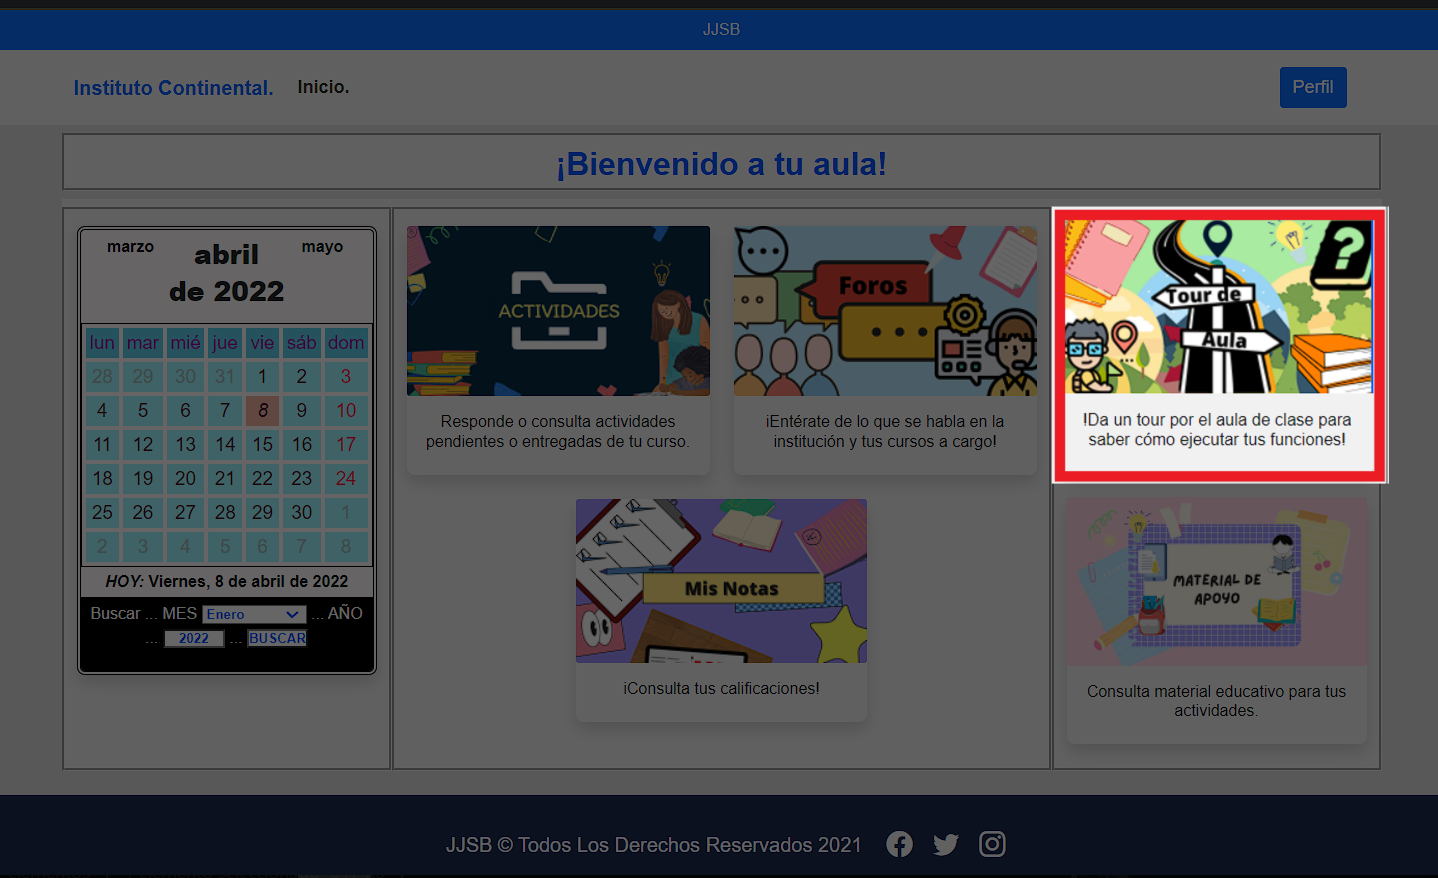 JJSB
Instituto Continental. Inicio. Perfil
¡Bienvenido a tu aula!
marzo abril mayo
de 2022
lun mar mié jue vie sáb dom
28 29 30 31 1 2 3
4 5 6 7 8 9 10
11 12 13 14 15 16 17
18 19 20 21 22 23 24
25 26 27 28 29 30 1
2 3 4 5 6 7 8
HOY: Viernes, 8 de abril de 2022
Buscar ... MES Enero ... AÑO
... 2022 ... BUSCAR
ACTIVIDADES
Responde o consulta actividades
pendientes o entregadas de tu curso.
Foros
¡Entérate de lo que se habla en la
institución y tus cursos a cargo!
Mis Notas
¡Consulta tus calificaciones!
Tour de
Aula
!Da un tour por el aula de clase para
saber cómo ejecutar tus funciones!
MATERIAL DE
APOYO
Consulta material educativo para tus
actividades.
JJSB © Todos Los Derechos Reservados 2021